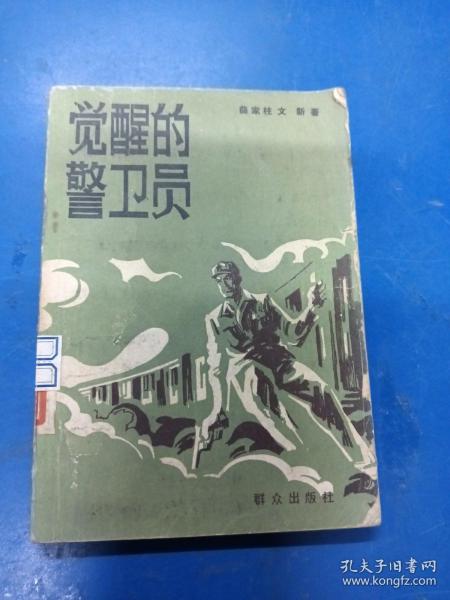 觉醒的
警卫员
薛家柱 文 新 著
群众出版社
孔夫子旧书网
www.kongfz.com